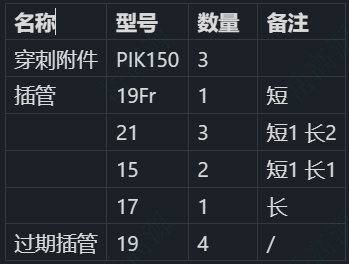 名称 型号 数量 备注
穿刺附件 PIK150 3
插管 19Fr 1 短
21 3 短1 长2
15 2 短1 长1
17 1 长
过期插管 19 4 /